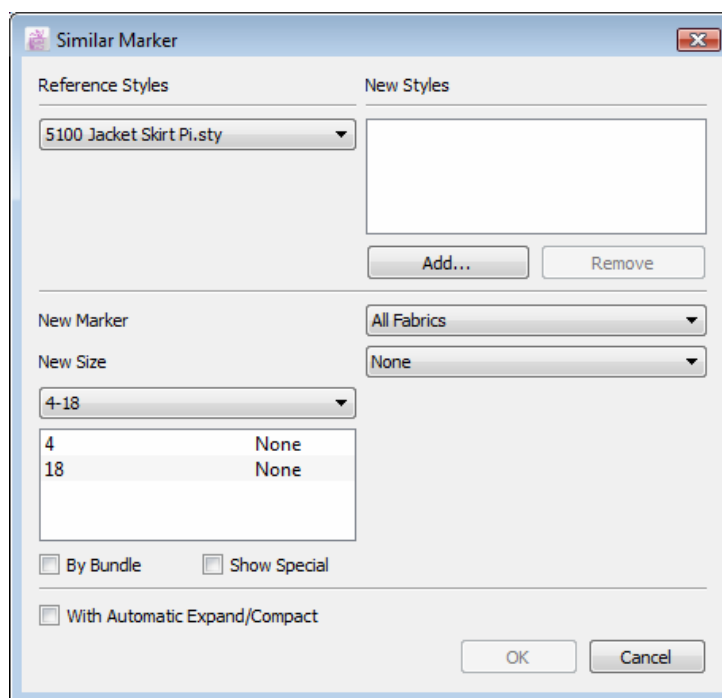 Similar Marker
Reference Styles
New Styles
5100 Jacket Skirt Pi.sty
Add...
Remove
New Marker
All Fabrics
New Size
None
4-18
4 None
18 None
By Bundle
Show Special
With Automatic Expand/Compact
OK
Cancel